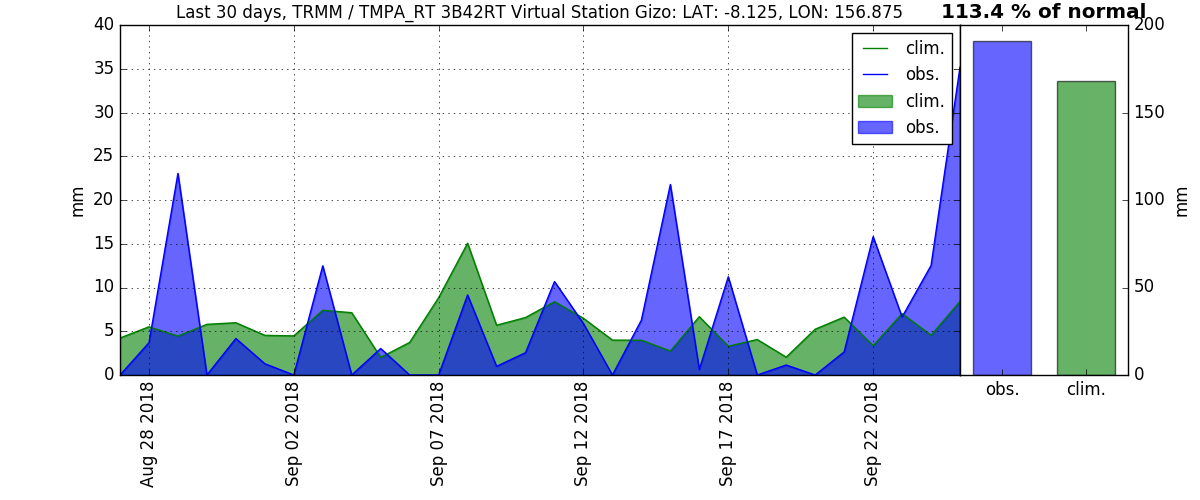 Last 30 days, TRMM / TMPA_RT 3B42RT Virtual Station Gizo: LAT: -8.125, LON: 156.875
113.4 % of normal
40
35
30
25
20
15
10
5
0
mm
clim.
obs.
clim.
obs.
200
150
100
50
0
mm
obs.
clim.
Aug 28 2018
Sep 02 2018
Sep 07 2018
Sep 12 2018
Sep 17 2018
Sep 22 2018